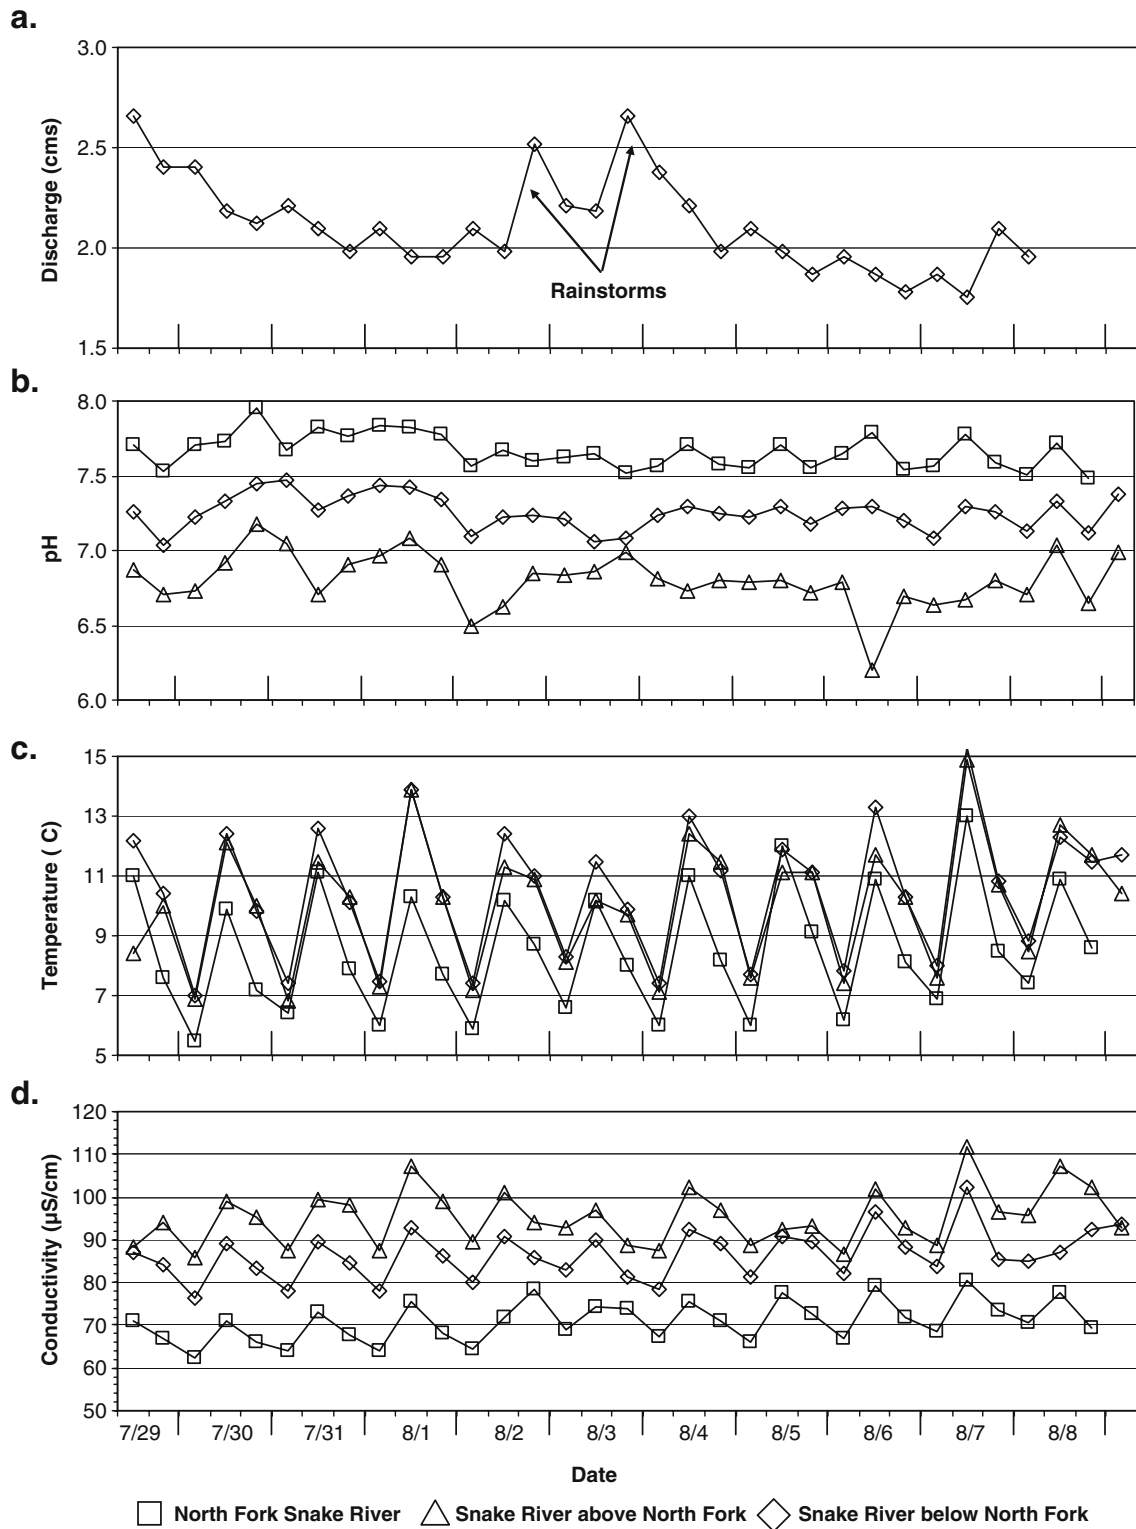 a.
3.0
2.5
2.0
1.5
Discharge (cms)
Rainstorms
b.
8.0
7.5
7.0
6.5
6.0
pH
c.
15
13
11
9
7
5
Temperature ( C)
d.
120
110
100
90
80
70
60
50
Conductivity (µS/cm)
7/29 7/30 7/31 8/1 8/2 8/3 8/4 8/5 8/6 8/7 8/8
Date
North Fork Snake River Snake River above North Fork Snake River below North Fork